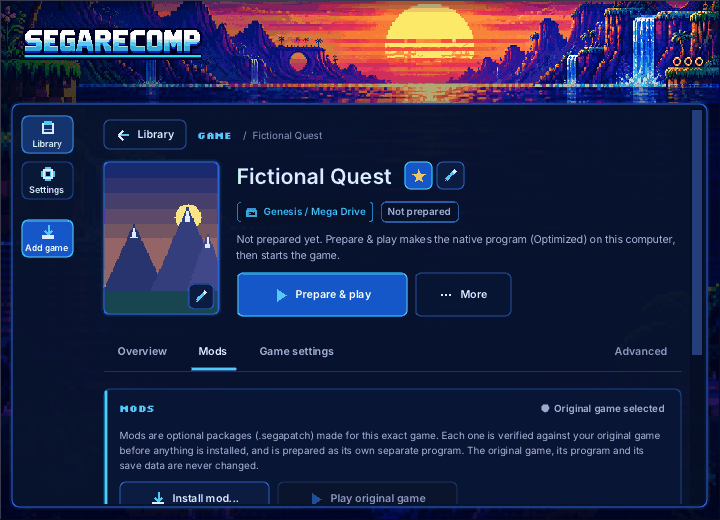 SEGARECOMP
Library
Settings
Add game
Library GAME / Fictional Quest
Fictional Quest
Genesis / Mega Drive Not prepared
Not prepared yet. Prepare & play makes the native program (Optimized) on this computer,
then starts the game.
Prepare & play ··· More
Overview Mods Game settings Advanced
MODS Original game selected
Mods are optional packages (.segapatch) made for this exact game. Each one is verified against your original game
before anything is installed, and is prepared as its own separate program. The original game, its program and its
save data are never changed.
Install mod... Play original game